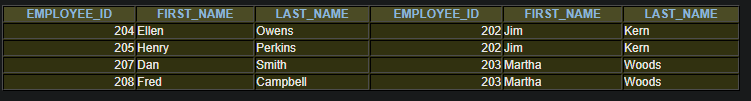 EMPLOYEE_ID FIRST_NAME LAST_NAME EMPLOYEE_ID FIRST_NAME LAST_NAME
204 Ellen Owens 202 Jim Kern
205 Henry Perkins 202 Jim Kern
207 Dan Smith 203 Martha Woods
208 Fred Campbell 203 Martha Woods